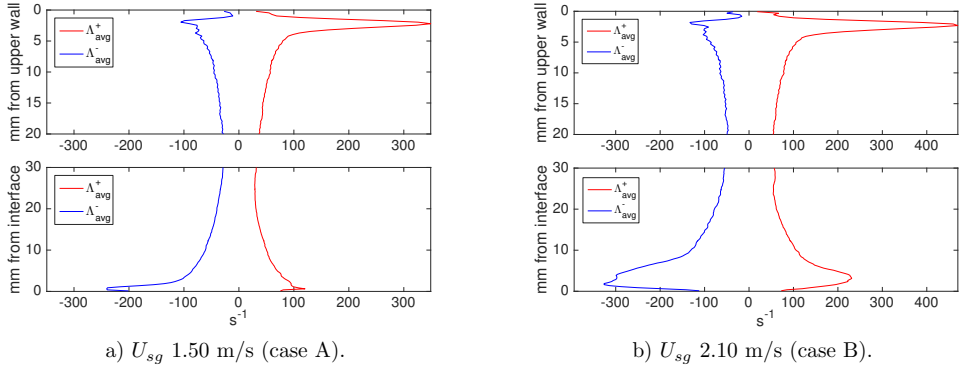 mm from upper wall
0
5
10
15
20
Λ⁺avg
Λ⁻avg
-300 -200 -100 0 100 200 300
s⁻¹
mm from interface
30
20
10
0
Λ⁺avg
Λ⁻avg
-300 -200 -100 0 100 200 300
s⁻¹
a) U_sg 1.50 m/s (case A).
mm from upper wall
0
5
10
15
20
Λ⁺avg
Λ⁻avg
-300 -200 -100 0 100 200 300 400
s⁻¹
mm from interface
30
20
10
0
Λ⁺avg
Λ⁻avg
-300 -200 -100 0 100 200 300 400
s⁻¹
b) U_sg 2.10 m/s (case B).